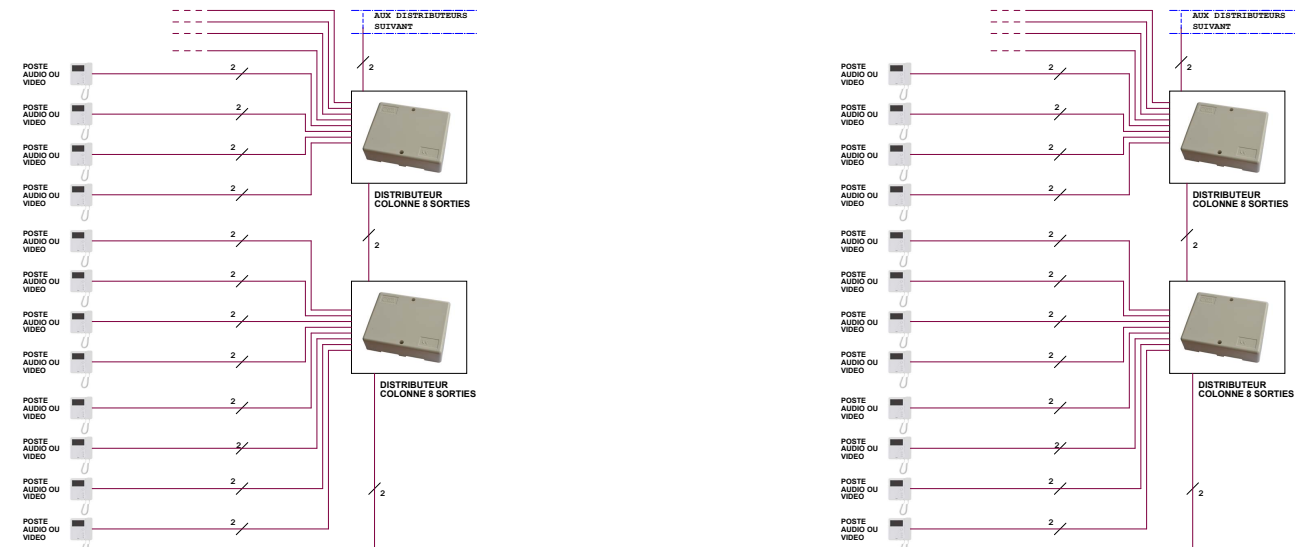 AUX DISTRIBUTEURS
SUIVANT
2
POSTE
AUDIO OU
VIDEO
2
POSTE
AUDIO OU
VIDEO
2
POSTE
AUDIO OU
VIDEO
2
POSTE
AUDIO OU
VIDEO
2
DISTRIBUTEUR
COLONNE 8 SORTIES
2
POSTE
AUDIO OU
VIDEO
2
POSTE
AUDIO OU
VIDEO
2
POSTE
AUDIO OU
VIDEO
2
POSTE
AUDIO OU
VIDEO
2
DISTRIBUTEUR
COLONNE 8 SORTIES
POSTE
AUDIO OU
VIDEO
2
POSTE
AUDIO OU
VIDEO
2
POSTE
AUDIO OU
VIDEO
2
2
POSTE
AUDIO OU
VIDEO
2
AUX DISTRIBUTEURS
SUIVANT
2
POSTE
AUDIO OU
VIDEO
2
POSTE
AUDIO OU
VIDEO
2
POSTE
AUDIO OU
VIDEO
2
POSTE
AUDIO OU
VIDEO
2
DISTRIBUTEUR
COLONNE 8 SORTIES
2
POSTE
AUDIO OU
VIDEO
2
POSTE
AUDIO OU
VIDEO
2
POSTE
AUDIO OU
VIDEO
2
POSTE
AUDIO OU
VIDEO
2
DISTRIBUTEUR
COLONNE 8 SORTIES
POSTE
AUDIO OU
VIDEO
2
POSTE
AUDIO OU
VIDEO
2
POSTE
AUDIO OU
VIDEO
2
2
POSTE
AUDIO OU
VIDEO
2